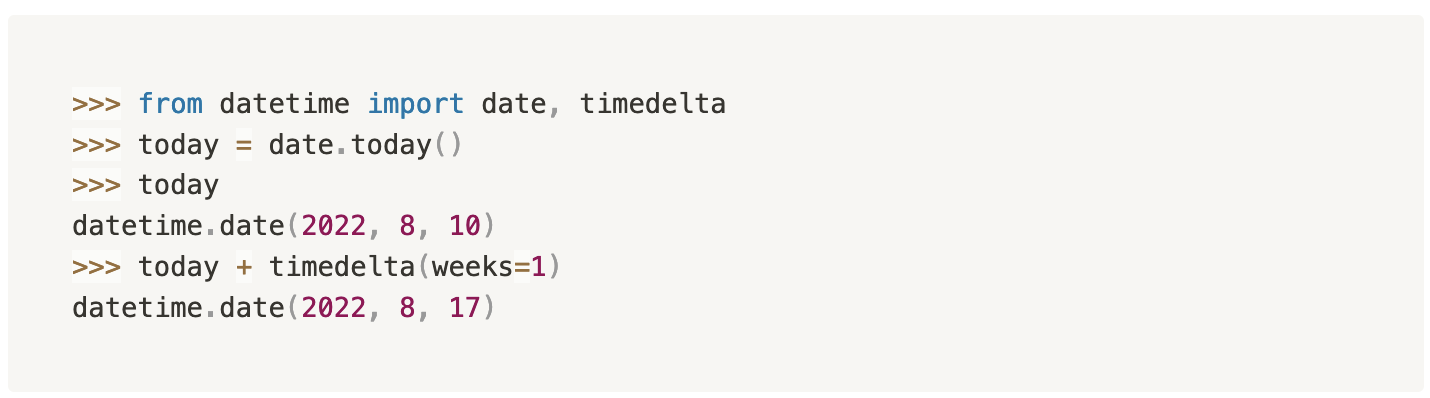 >>> from datetime import date, timedelta
>>> today = date.today()
>>> today
datetime.date(2022, 8, 10)
>>> today + timedelta(weeks=1)
datetime.date(2022, 8, 17)